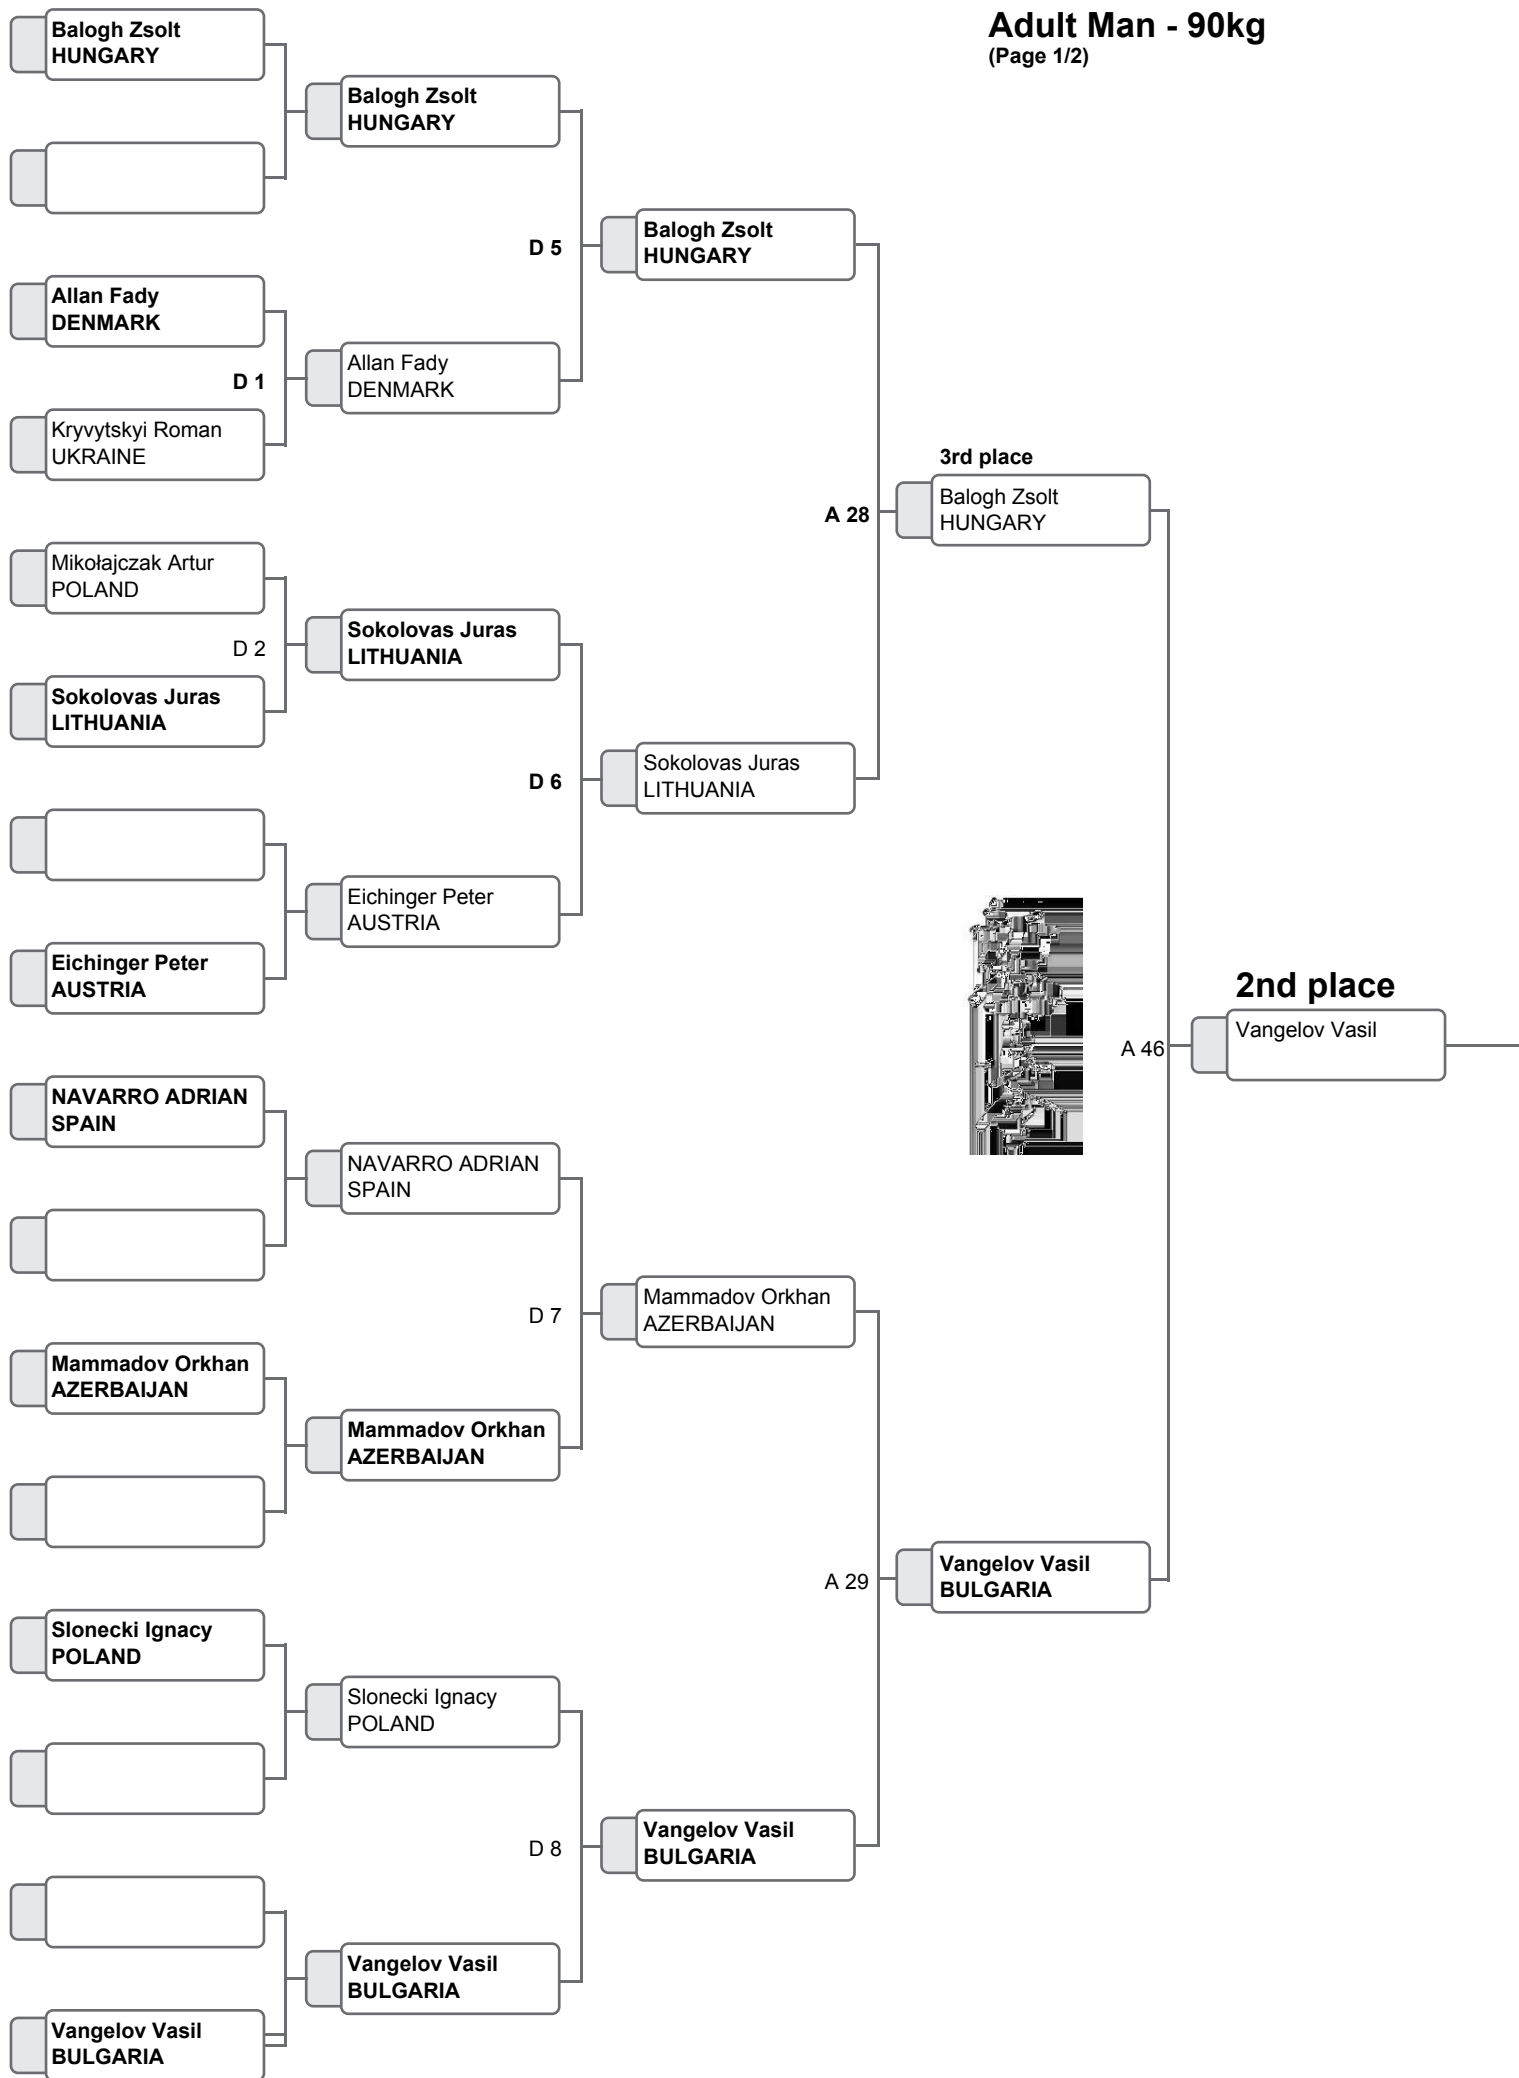 Adult Man - 90kg
(Page 1/2)
Balogh Zsolt
HUNGARY
Allan Fady
DENMARK
D 1
Kryvytskyi Roman
UKRAINE
Mikołajczak Artur
POLAND
D 2
Sokolovas Juras
LITHUANIA
Eichinger Peter
AUSTRIA
NAVARRO ADRIAN
SPAIN
Mammadov Orkhan
AZERBAIJAN
Slonecki Ignacy
POLAND
Vangelov Vasil
BULGARIA
Balogh Zsolt
HUNGARY
D 5
Allan Fady
DENMARK
Sokolovas Juras
LITHUANIA
D 6
Eichinger Peter
AUSTRIA
NAVARRO ADRIAN
SPAIN
D 7
Mammadov Orkhan
AZERBAIJAN
Slonecki Ignacy
POLAND
D 8
Vangelov Vasil
BULGARIA
Balogh Zsolt
HUNGARY
A 28
Sokolovas Juras
LITHUANIA
Mammadov Orkhan
AZERBAIJAN
A 29
Vangelov Vasil
BULGARIA
3rd place
Balogh Zsolt
HUNGARY
A 46
Vangelov Vasil
BULGARIA
2nd place
Vangelov Vasil